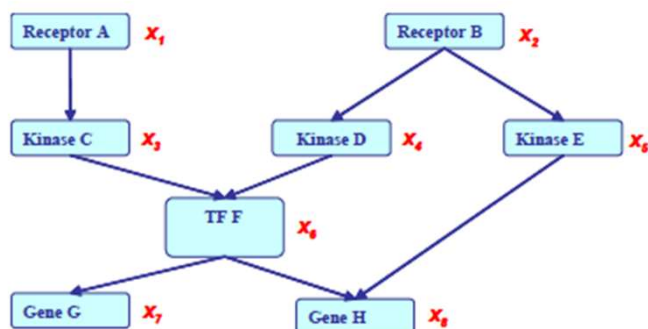 Receptor A X₁ Receptor B X₂
Kinase C X₃ Kinase D X₄ Kinase E X₅
TF F X₆
Gene G X₇ Gene H X₈